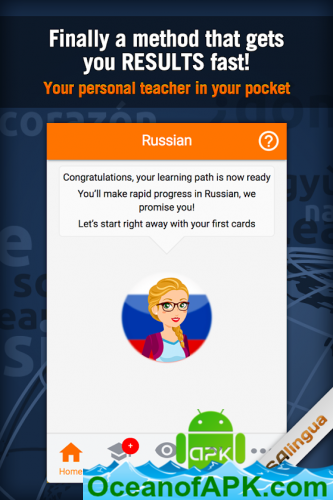 Finally a method that gets
you RESULTS fast!
Your personal teacher in your pocket
corazón
Russian
?
Congratulations, your learning path is now ready
You'll make rapid progress in Russian, we
promise you!
Let's start right away with your first cards
Home
+
APK
OceanofAPK.com